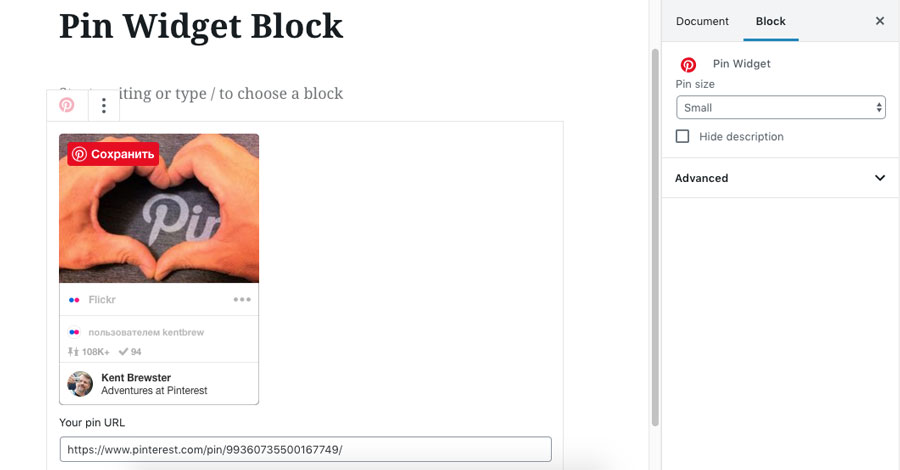 Pin Widget Block
iting or type / to choose a block
Сохранить
Flickr
пользователем kentbrew
108K+ 94
Kent Brewster
Adventures at Pinterest
Your pin URL
https://www.pinterest.com/pin/99360735500167749/
Document Block
Pin Widget
Pin size
Small
Hide description
Advanced